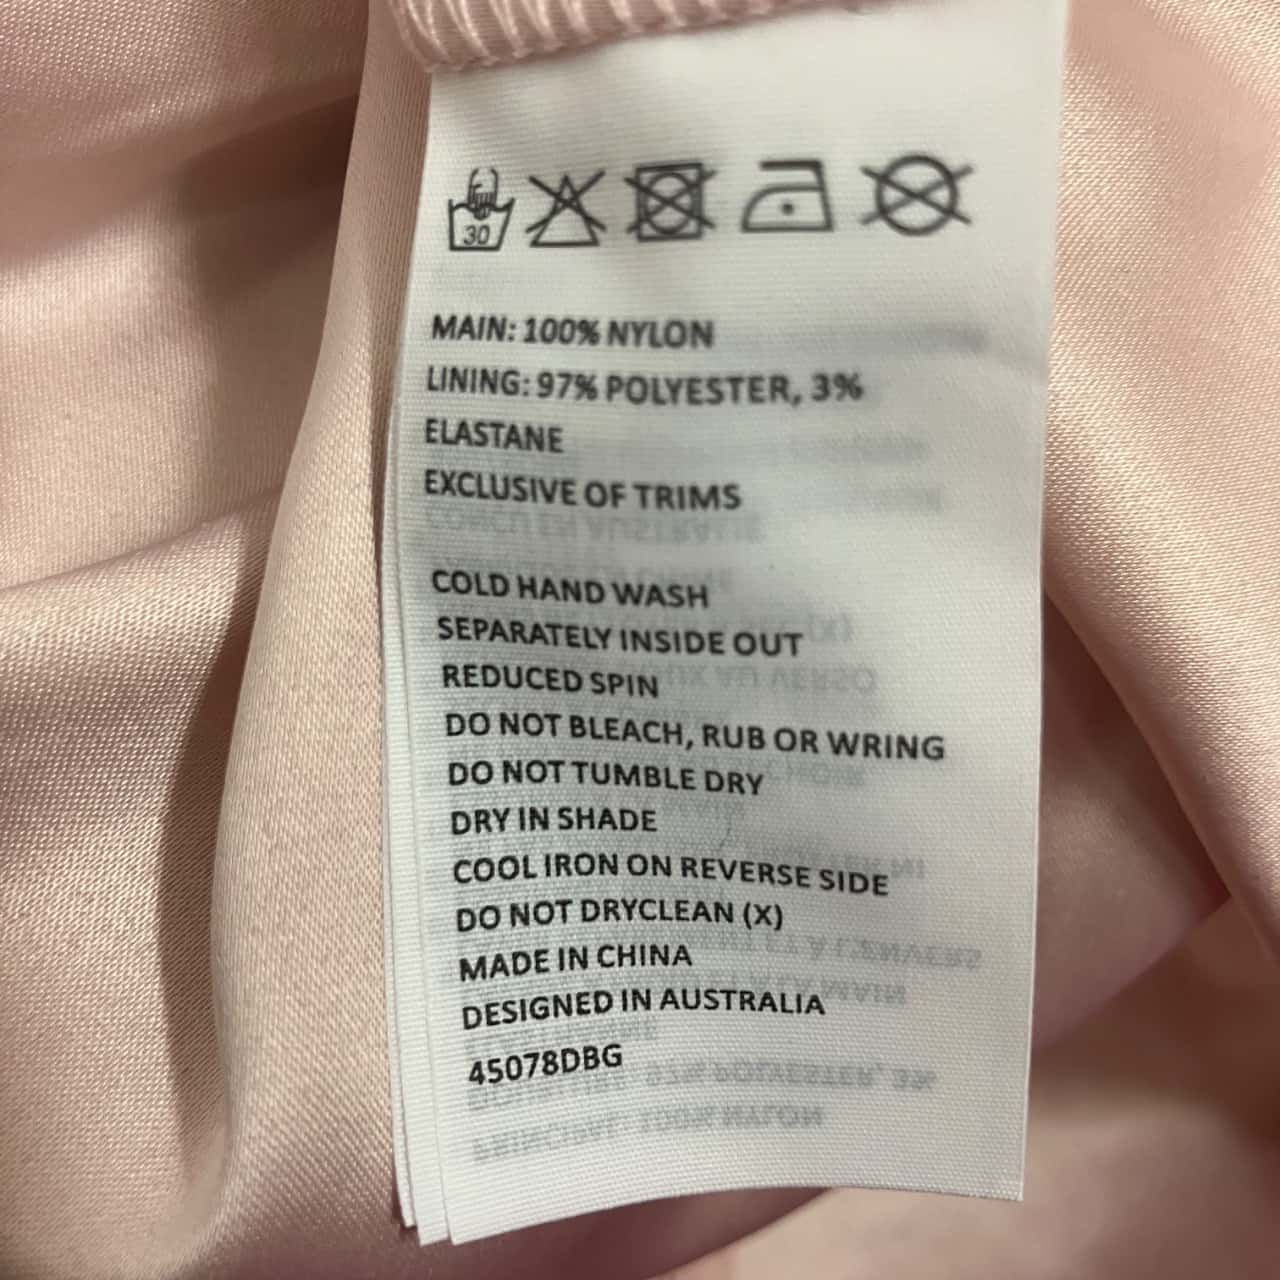 30
MAIN: 100% NYLON
LINING: 97% POLYESTER, 3%
ELASTANE
EXCLUSIVE OF TRIMS
COLD HAND WASH
SEPARATELY INSIDE OUT
REDUCED SPIN
DO NOT BLEACH, RUB OR WRING
DO NOT TUMBLE DRY
DRY IN SHADE
COOL IRON ON REVERSE SIDE
DO NOT DRYCLEAN (X)
MADE IN CHINA
DESIGNED IN AUSTRALIA
45078DBG